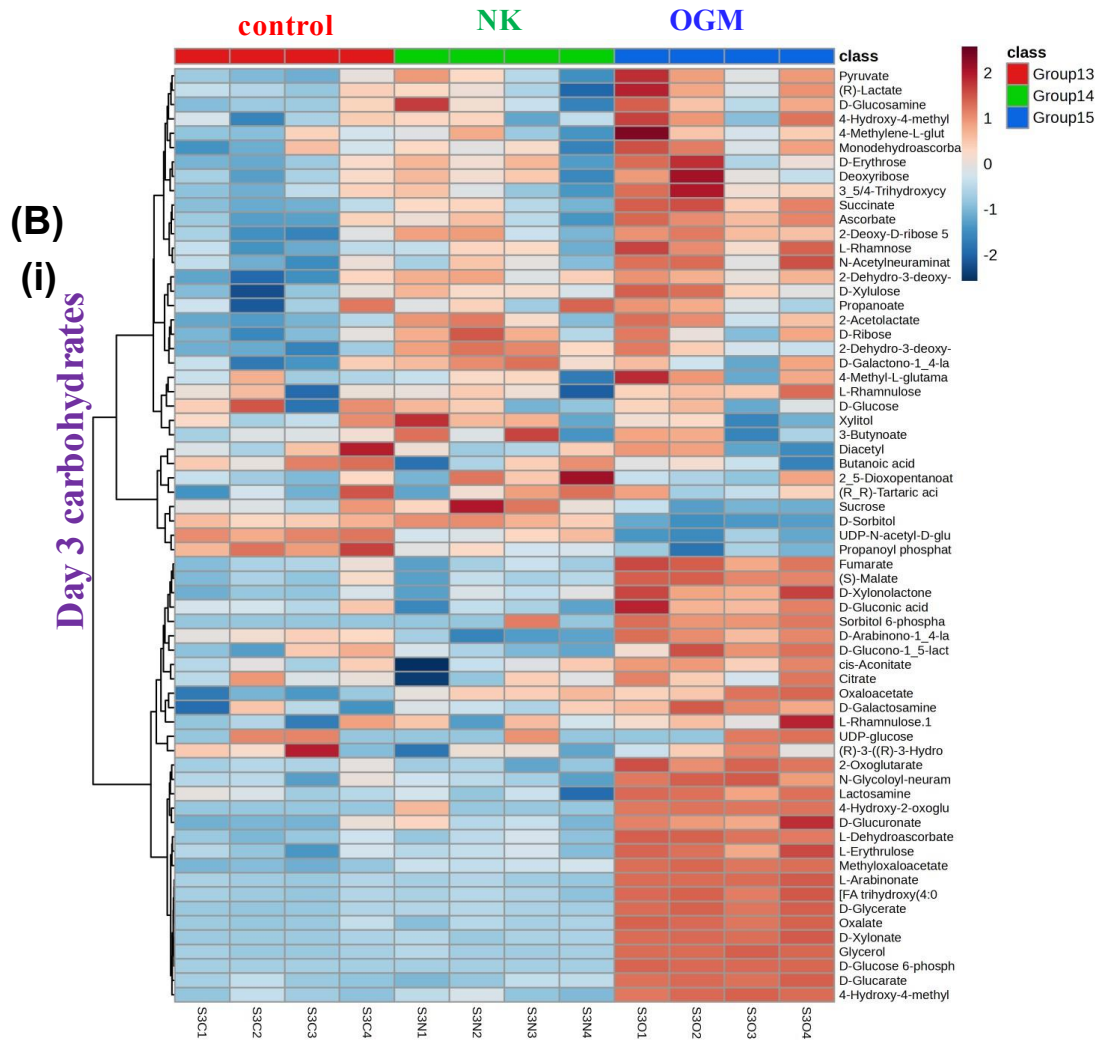 control NK OGM
class
class
Group13
Group14
Group15
2
1
0
-1
-2
(B)
(i)
Day 3 carbohydrates
Pyruvate
(R)-Lactate
D-Glucosamine
4-Hydroxy-4-methyl
4-Methylene-L-glut
Monodehydroascorba
D-Erythrose
Deoxyribose
3_5/4-Trihydroxycy
Succinate
Ascorbate
2-Deoxy-D-ribose 5
L-Rhamnose
N-Acetylneuraminat
2-Dehydro-3-deoxy-
D-Xylulose
Propanoate
2-Acetolactate
D-Ribose
2-Dehydro-3-deoxy-
D-Galactono-1_4-la
4-Methyl-L-glutama
L-Rhamnulose
D-Glucose
Xylitol
3-Butynoate
Diacetyl
Butanoic acid
2_5-Dioxopentanoat
(R_R)-Tartaric aci
Sucrose
D-Sorbitol
UDP-N-acetyl-D-glu
Propanoyl phosphat
Fumarate
(S)-Malate
D-Xylonolactone
D-Gluconic acid
Sorbitol 6-phospha
D-Arabinono-1_4-la
D-Glucono-1_5-lact
cis-Aconitate
Citrate
Oxaloacetate
D-Galactosamine
L-Rhamnulose.1
UDP-glucose
(R)-3-((R)-3-Hydro
2-Oxoglutarate
N-Glycoloyl-neuram
Lactosamine
4-Hydroxy-2-oxoglu
D-Glucuronate
L-Dehydroascorbate
L-Erythrulose
Methyloxaloacetate
L-Arabinonate
[FA trihydroxy(4:0
D-Glycerate
Oxalate
D-Xylonate
Glycerol
D-Glucose 6-phosph
D-Glucarate
4-Hydroxy-4-methyl
S3C1
S3C2
S3C3
S3C4
S3N1
S3N2
S3N3
S3N4
S3O1
S3O2
S3O3
S3O4